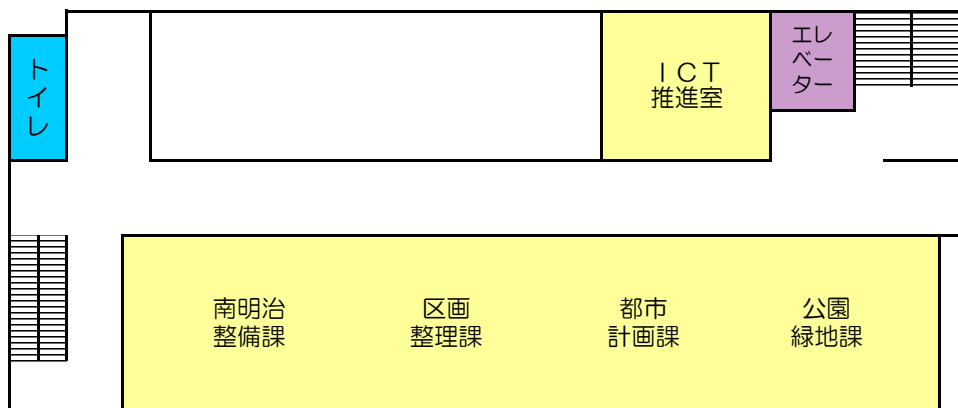 トイレ
ICT
推進室
エレ
ベー
ター
南明治
整備課
区画
整理課
都市
計画課
公園
緑地課